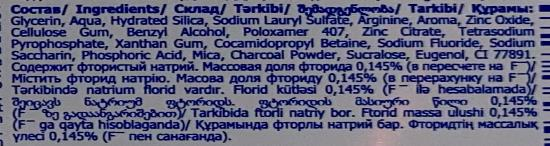 Состав/ Ingredients/ Склад/ Tərkibi/ შემადგენლობა/ Tarkibi/ Құрамы:
Glycerin, Aqua, Hydrated Silica, Sodium Lauryl Sulfate, Arginine, Aroma, Zinc Oxide,
Cellulose Gum, Benzyl Alcohol, Poloxamer 407, Zinc Citrate, Tetrasodium
Pyrophosphate, Xanthan Gum, Cocamidopropyl Betaine, Sodium Fluoride, Sodium
Saccharin, Phosphoric Acid, Mica, Charcoal Powder, Sucralose, Eugenol, CI 77891.
Содержит фтористый натрий. Массовая доля фторида 0,145% (в пересчете на F⁻)/
Містить фторид натрію. Масова доля фториду 0,145% (в перерахунку на F⁻)/
Tərkibində natrium florid vardır. Florid kütləsi 0,145% (F⁻ ilə hesabalamada)/
შეიცავს ნატრიუმ ფტორიდს. ფტორიდის მასიური წილი 0,145%
(F⁻ ზე გადაანგარიშებით)/ Tarkibida ftorli natriy bor. Ftorid massa ulushi 0,145%
(F⁻ ga qayta hisoblaganda)/ Құрамында фторлы натрий бар. Фторидтің массалық
үлесі 0,145% (F⁻ пен санағанда).